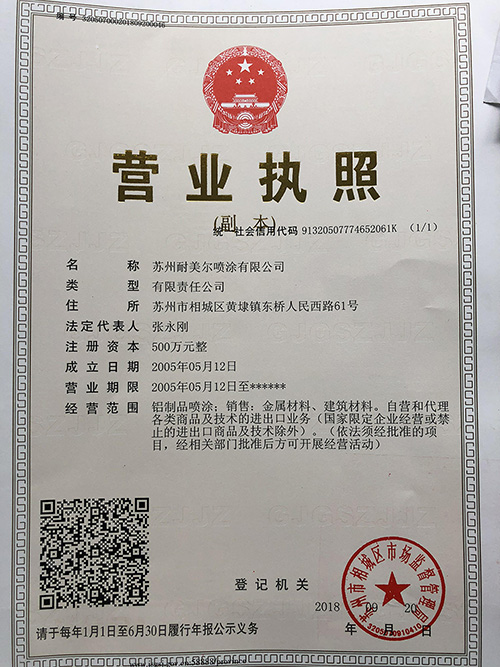 编 号 320507000201809200046
营业执照
(副 本)
统一社会信用代码 91320507774652061K (1/1)
名 称 苏州耐美尔喷涂有限公司
类 型 有限责任公司
住 所 苏州市相城区黄埭镇东桥人民西路61号
法定代表人 张永刚
注册资本 500万元整
成立日期 2005年05月12日
营业期限 2005年05月12日至******
经营范围 铝制品喷涂；销售：金属材料、建筑材料。自营和代理
各类商品及技术的进出口业务（国家限定企业经营或禁
止的进出口商品及技术除外）。（依法须经批准的项
目，经相关部门批准后方可开展经营活动）
登记机关
苏州市相城区市场监督管理局
3205070910410
2018 年 09 月 20 日
请于每年1月1日至6月30日履行年报公示义务